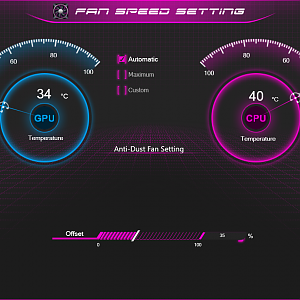 FAN SPEED SETTING
60 80 100
34 °C
GPU
Temperature
Automatic
Maximum
Custom
60 80 100
40 °C
CPU
Temperature
Anti-Dust Fan Setting
Offset
0 100
35 %